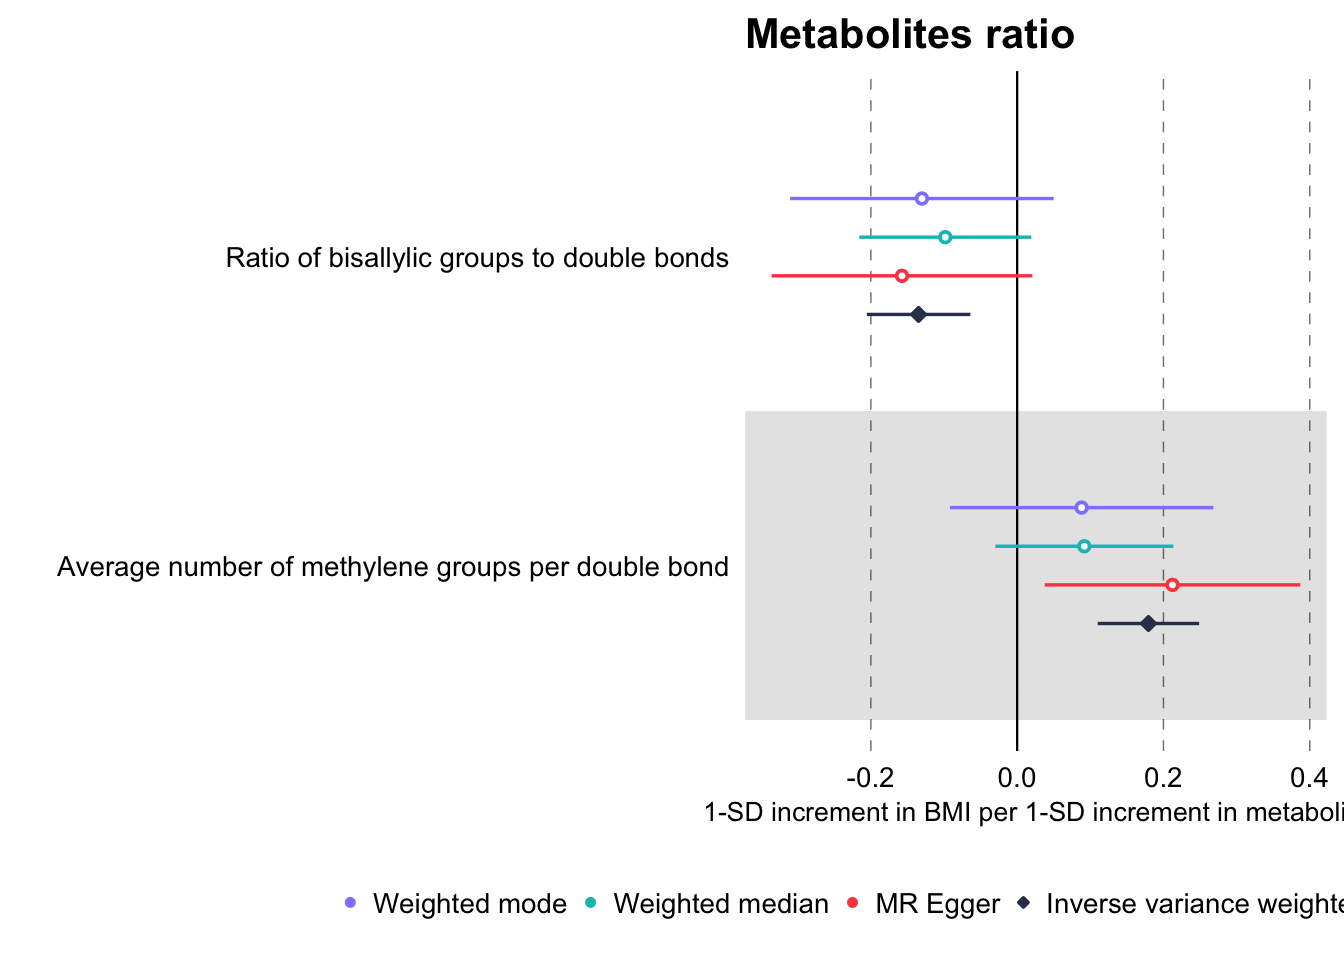 Metabolites ratio
Ratio of bisallylic groups to double bonds
Average number of methylene groups per double bond
-0.2 0.0 0.2 0.4
1-SD increment in BMI per 1-SD increment in metaboli
Weighted mode Weighted median MR Egger Inverse variance weighte